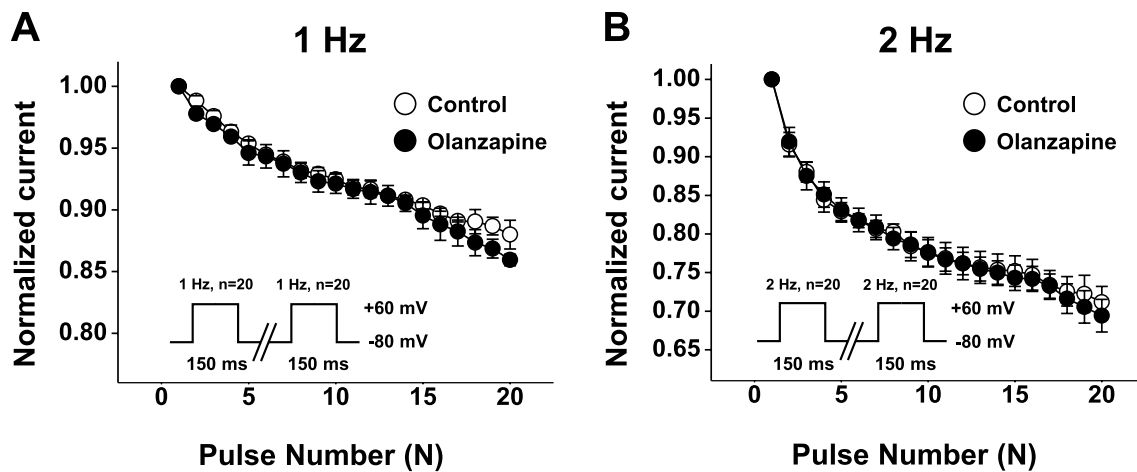 A
1 Hz
Normalized current
1.00
0.95
0.90
0.85
0.80
Control
Olanzapine
1 Hz, n=20
1 Hz, n=20
+60 mV
-80 mV
150 ms
150 ms
0
5
10
15
20
Pulse Number (N)
B
2 Hz
Normalized current
1.00
0.95
0.90
0.85
0.80
0.75
0.70
0.65
Control
Olanzapine
2 Hz, n=20
2 Hz, n=20
+60 mV
-80 mV
150 ms
150 ms
0
5
10
15
20
Pulse Number (N)